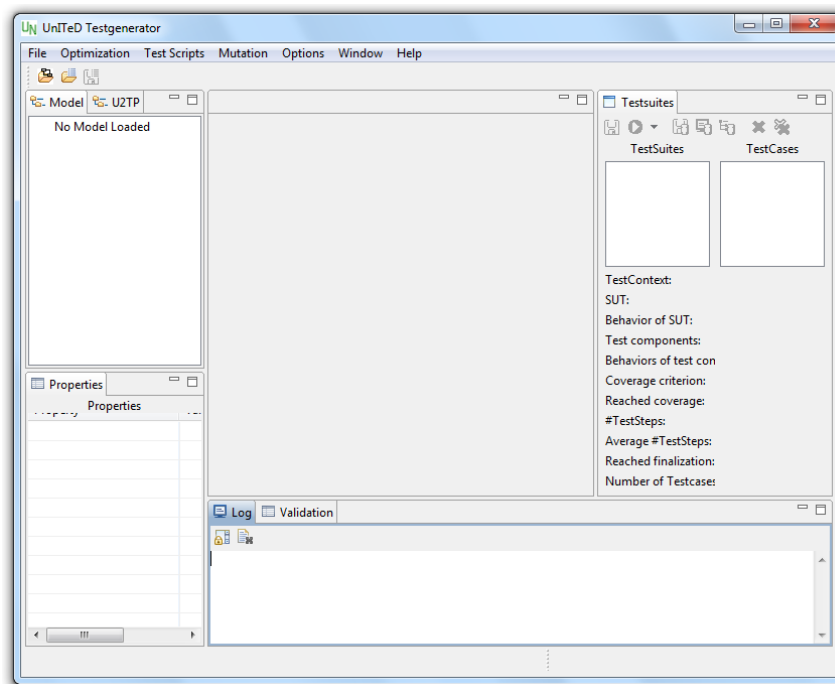 UN UnITeD Testgenerator
File Optimization Test Scripts Mutation Options Window Help
Model U2TP
No Model Loaded
Testsuites
TestSuites TestCases
TestContext:
SUT:
Behavior of SUT:
Test components:
Behaviors of test con
Coverage criterion:
Reached coverage:
#TestSteps:
Average #TestSteps:
Reached finalization:
Number of Testcases
Properties
Properties
Log Validation